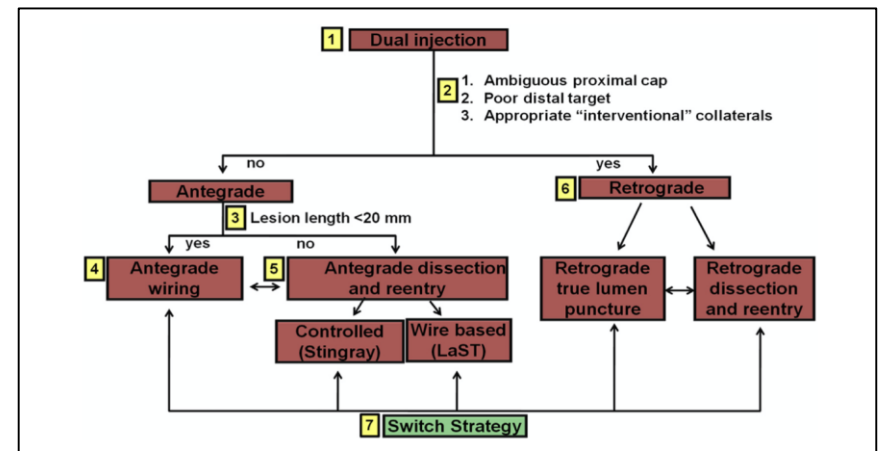 1 Dual injection
2
1. Ambiguous proximal cap
2. Poor distal target
3. Appropriate “interventional” collaterals
no
yes
Antegrade
6 Retrograde
3 Lesion length <20 mm
yes
no
4 Antegrade
wiring
5 Antegrade dissection
and reentry
Retrograde
true lumen
puncture
Retrograde
dissection
and reentry
Controlled
(Stingray)
Wire based
(LaST)
7 Switch Strategy